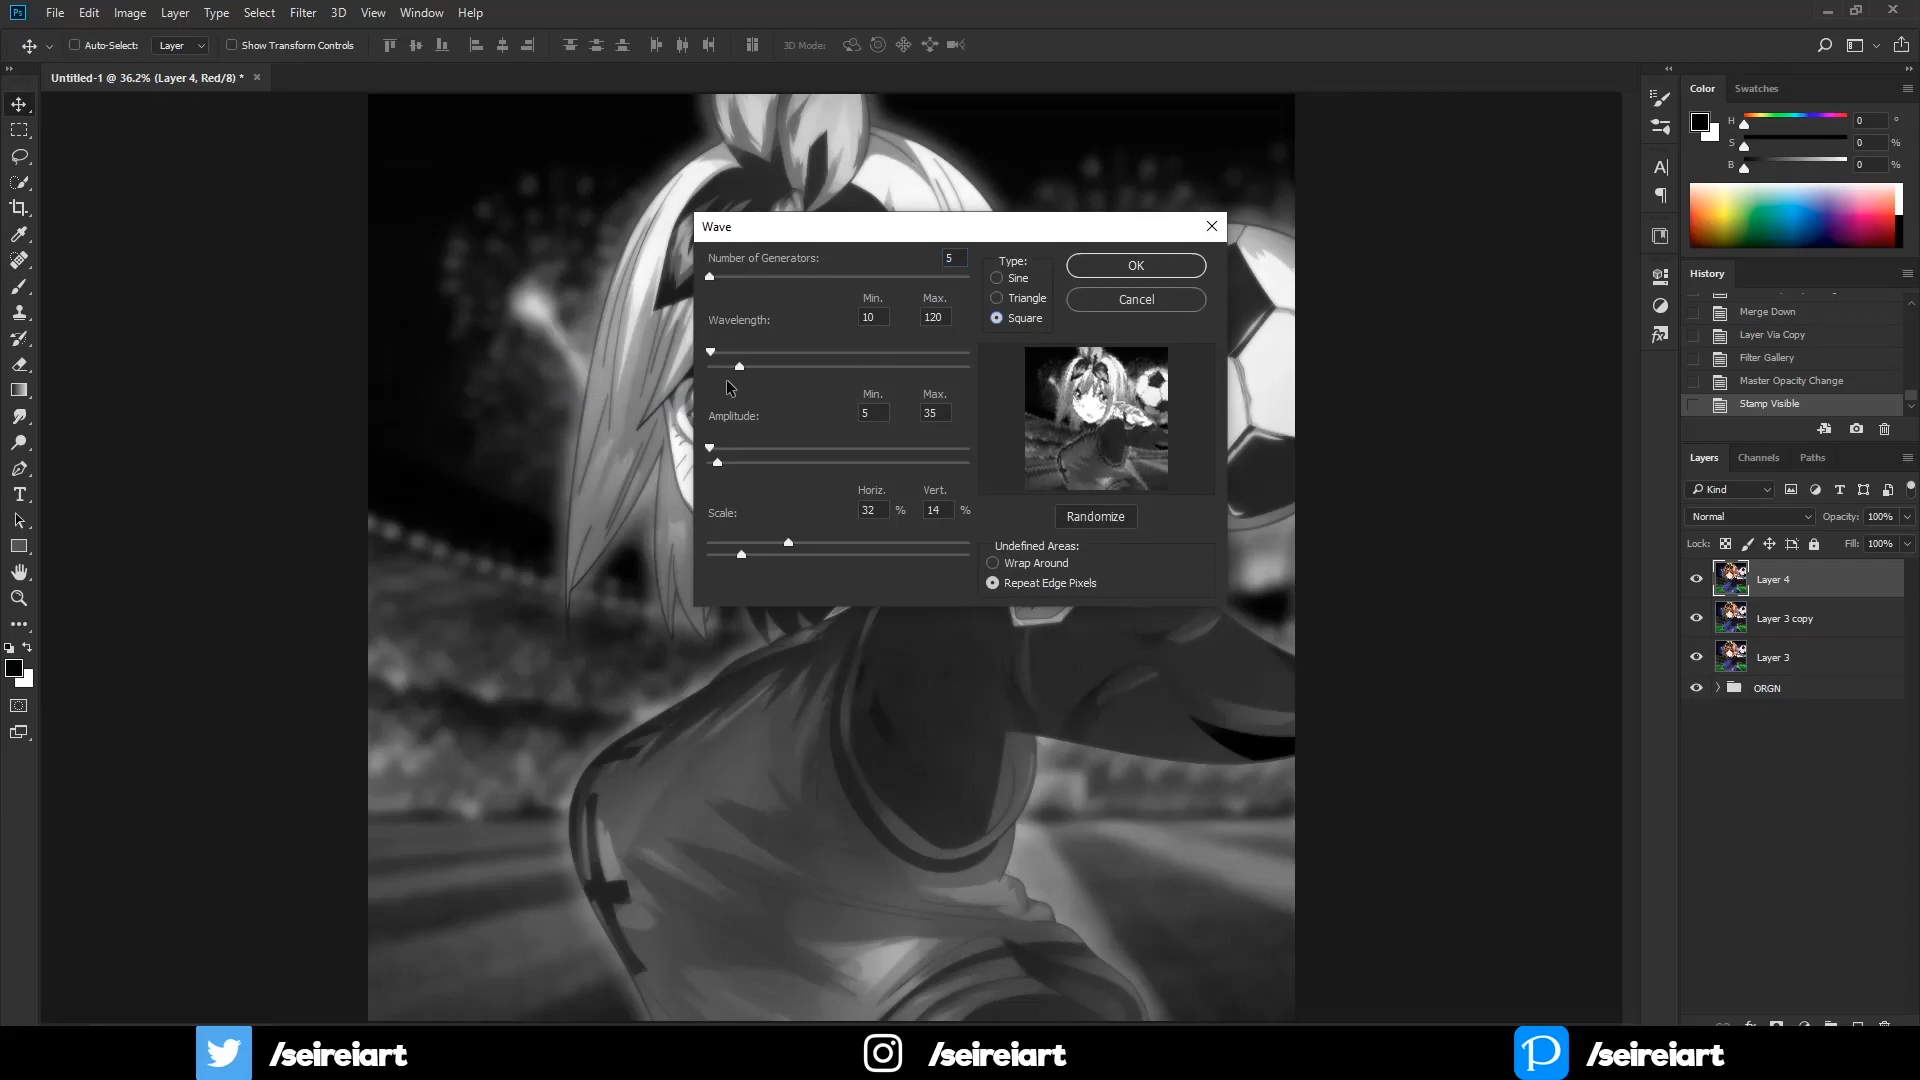 Ps File Edit Image Layer Type Select Filter 3D View Window Help
Auto-Select: Layer Show Transform Controls 3D Mode:
Untitled-1 @ 36.2% (Layer 4, Red/8) *
Wave
Number of Generators: 5
Min. Max.
Wavelength: 10 120
Min. Max.
Amplitude: 5 35
Horiz. Vert.
Scale: 32 % 14 %
Type:
Sine
Triangle
Square
OK
Cancel
Randomize
Undefined Areas:
Wrap Around
Repeat Edge Pixels
Color Swatches
H 0 °
S 0 %
B 0 %
History
Merge Down
Layer Via Copy
Filter Gallery
Master Opacity Change
Stamp Visible
Layers Channels Paths
Kind
Normal Opacity: 100%
Lock: Fill: 100%
Layer 4
Layer 3 copy
Layer 3
ORGN
/seireiart /seireiart /seireiart